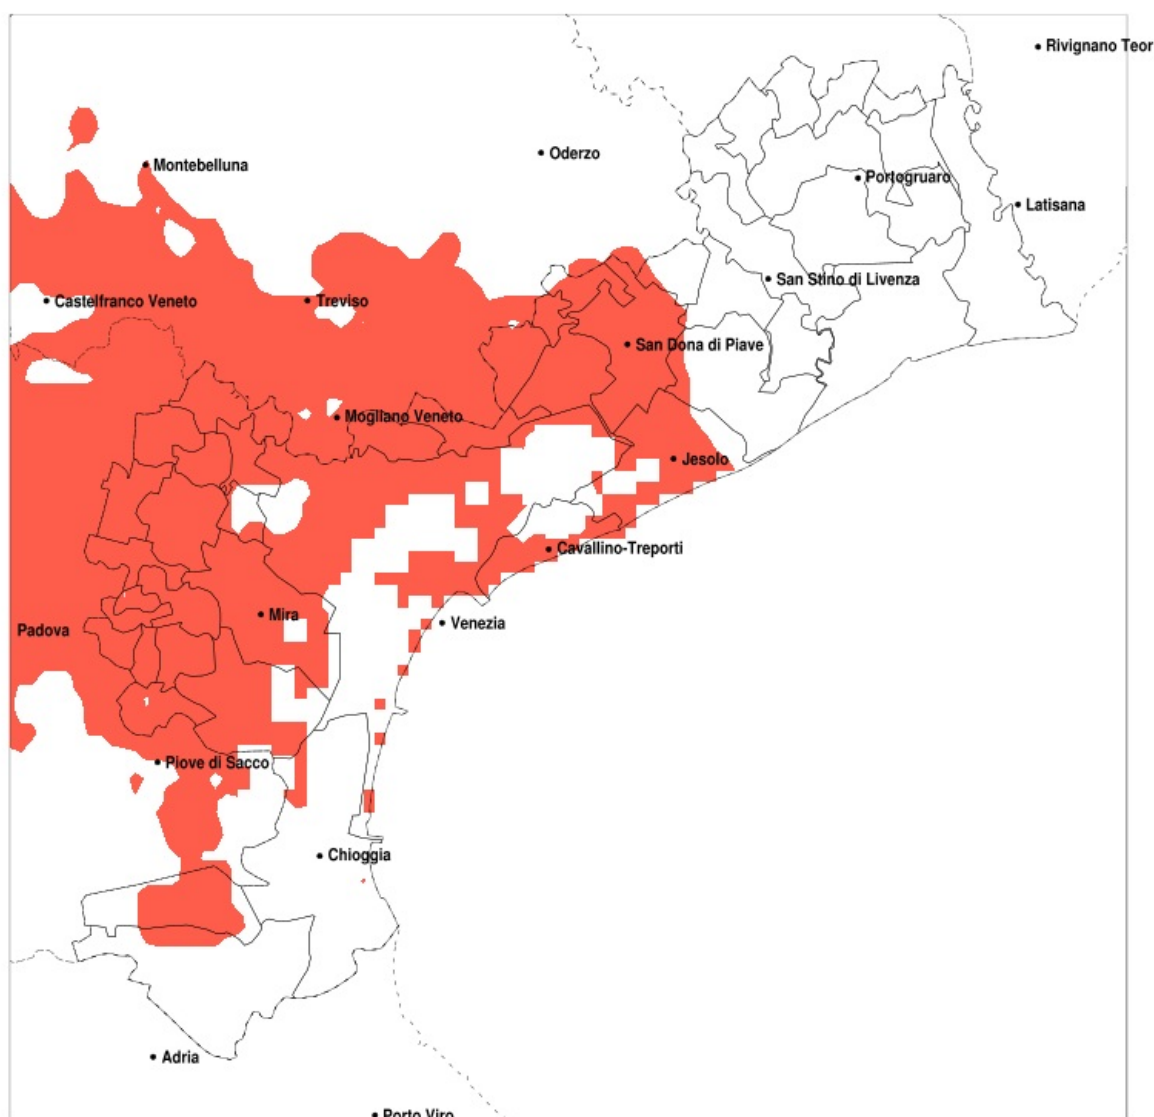 Rivignano Teor
Oderzo
Montebelluna
Portogruaro
Latisana
San Stino di Livenza
Castelfranco Veneto
Treviso
San Dona di Piave
Mogliano Veneto
Jesolo
Cavallino-Treporti
Mira
Venezia
Padova
Piove di Sacco
Chioggia
Adria
Porto Viro